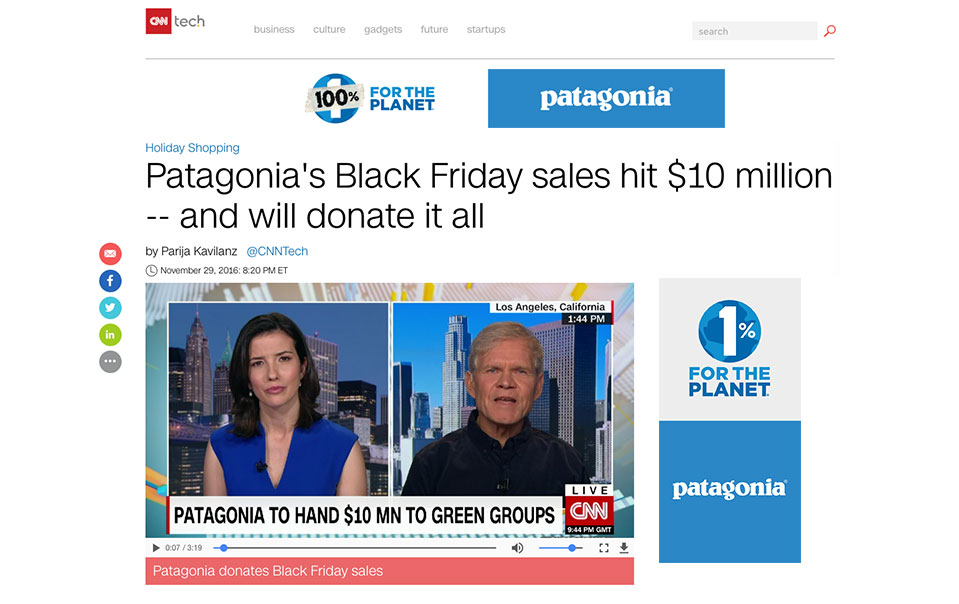 CNN tech
business culture gadgets future startups
search
100% FOR THE
PLANET
patagonia®
Holiday Shopping
Patagonia's Black Friday sales hit $10 million
-- and will donate it all
by Parija Kavilanz @CNNTech
November 29, 2016: 8:20 PM ET
f
in
Los Angeles, California
1:44 PM
PATAGONIA TO HAND $10 MN TO GREEN GROUPS
LIVE
CNN
9:44 PM GMT
0:07 / 3:19
Patagonia donates Black Friday sales
1%
FOR THE
PLANET
patagonia®